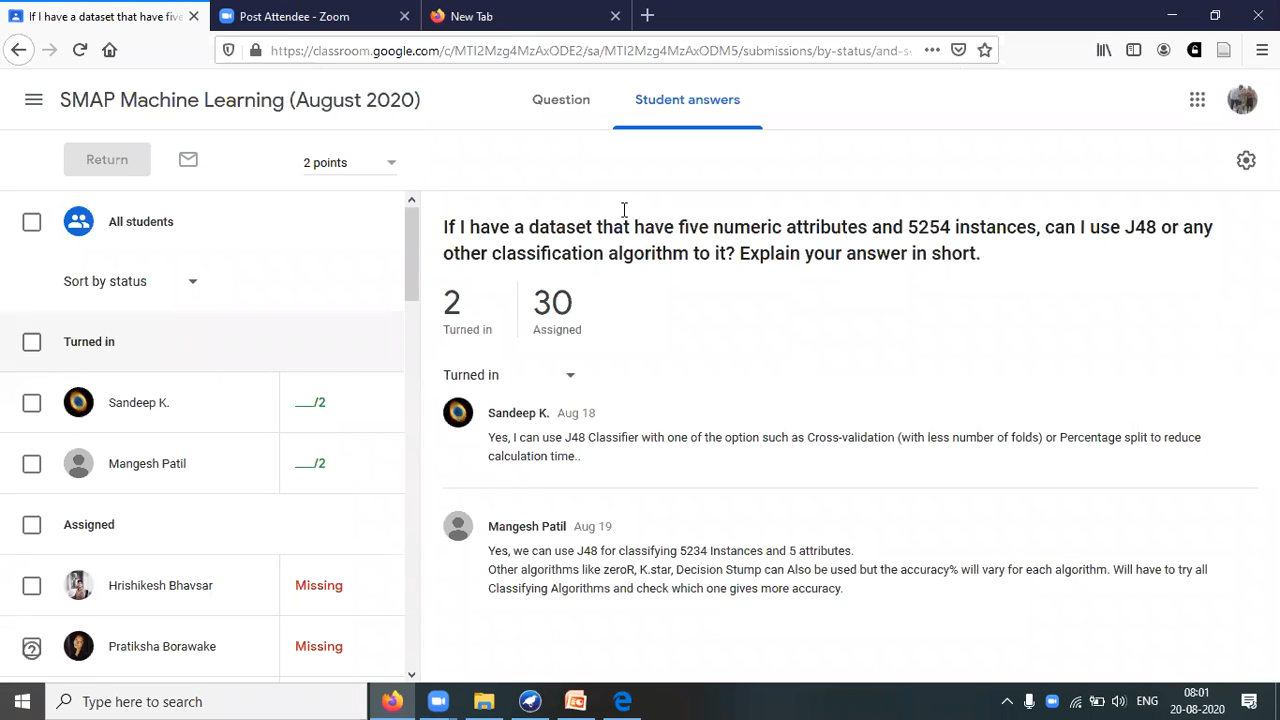 If I have a dataset that have five
Post Attendee - Zoom
New Tab
https://classroom.google.com/c/MTI2Mzg4MzAxODE2/sa/MTI2Mzg4MzAxODM5/submissions/by-status/and-s
SMAP Machine Learning (August 2020)
Question
Student answers
Return
2 points
All students
Sort by status
Turned in
Sandeep K.
__/2
Mangesh Patil
__/2
Assigned
Hrishikesh Bhavsar
Missing
Pratiksha Borawake
Missing
If I have a dataset that have five numeric attributes and 5254 instances, can I use J48 or any
other classification algorithm to it? Explain your answer in short.
2
30
Turned in
Assigned
Turned in
Sandeep K. Aug 18
Yes, I can use J48 Classifier with one of the option such as Cross-validation (with less number of folds) or Percentage split to reduce
calculation time..
Mangesh Patil Aug 19
Yes, we can use J48 for classifying 5234 Instances and 5 attributes.
Other algorithms like zeroR, K.star, Decision Stump can Also be used but the accuracy% will vary for each algorithm. Will have to try all
Classifying Algorithms and check which one gives more accuracy.
Type here to search
ENG
08:01
20-08-2020